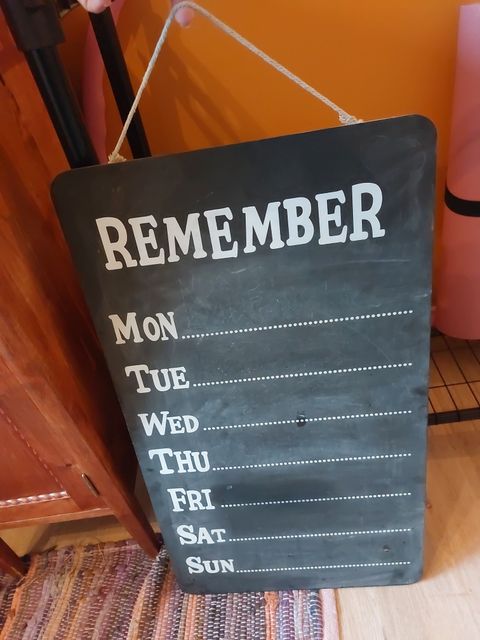 REMEMBER
MON
TUE
WED
THU
FRI
SAT
SUN